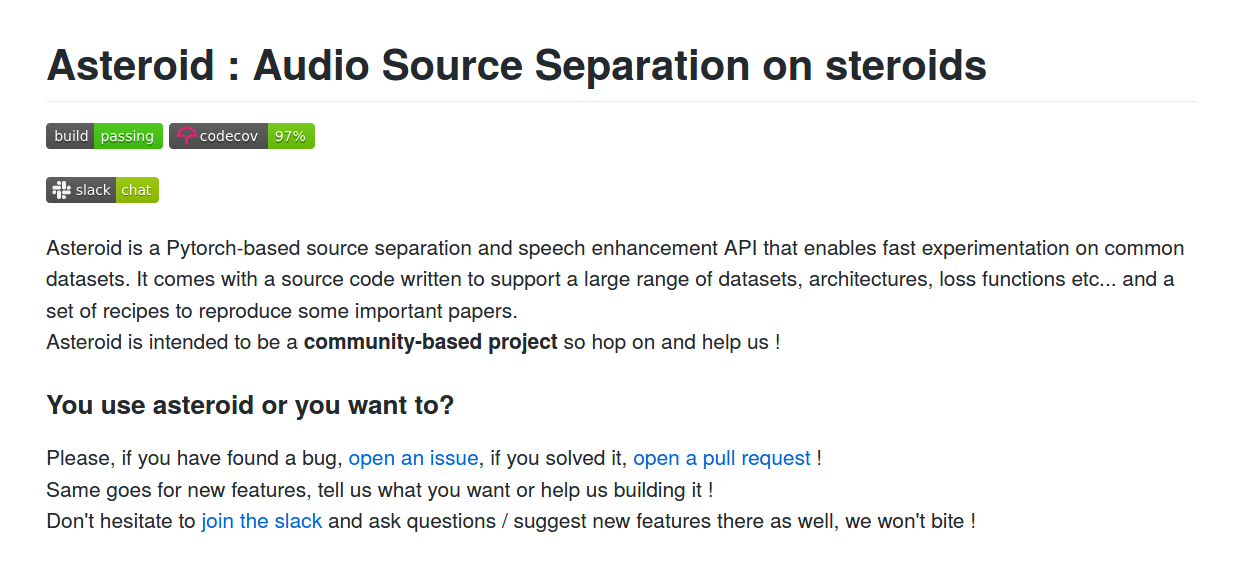 Asteroid : Audio Source Separation on steroids
build passing codecov 97%
slack chat
Asteroid is a Pytorch-based source separation and speech enhancement API that enables fast experimentation on common
datasets. It comes with a source code written to support a large range of datasets, architectures, loss functions etc... and a
set of recipes to reproduce some important papers.
Asteroid is intended to be a community-based project so hop on and help us !
You use asteroid or you want to?
Please, if you have found a bug, open an issue, if you solved it, open a pull request !
Same goes for new features, tell us what you want or help us building it !
Don't hesitate to join the slack and ask questions / suggest new features there as well, we won't bite !